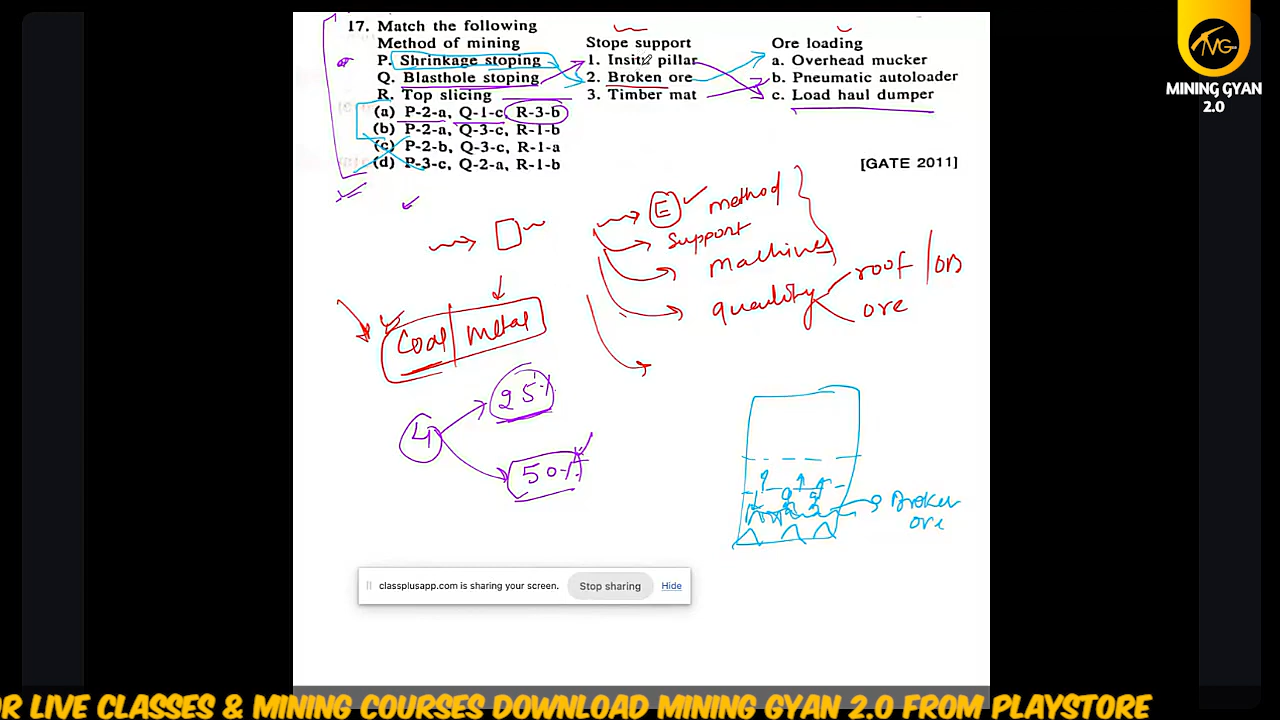 17. Match the following
Method of mining Stope support Ore loading
P. Shrinkage stoping 1. Insitu pillar a. Overhead mucker
Q. Blasthole stoping 2. Broken ore b. Pneumatic autoloader
R. Top slicing 3. Timber mat c. Load haul dumper
(a) P-2-a, Q-1-c, R-3-b
(b) P-2-a, Q-3-c, R-1-b
(c) P-2-b, Q-3-c, R-1-a
(d) P-3-c, Q-2-a, R-1-b [GATE 2011]
TMG
MINING GYAN
2.0
E method
support
machines
quality roof / OB
ore
Coal | metal
4 25%
50%
Broken
ore
classplusapp.com is sharing your screen. Stop sharing Hide
OR LIVE CLASSES & MINING COURSES DOWNLOAD MINING GYAN 2.0 FROM PLAYSTORE